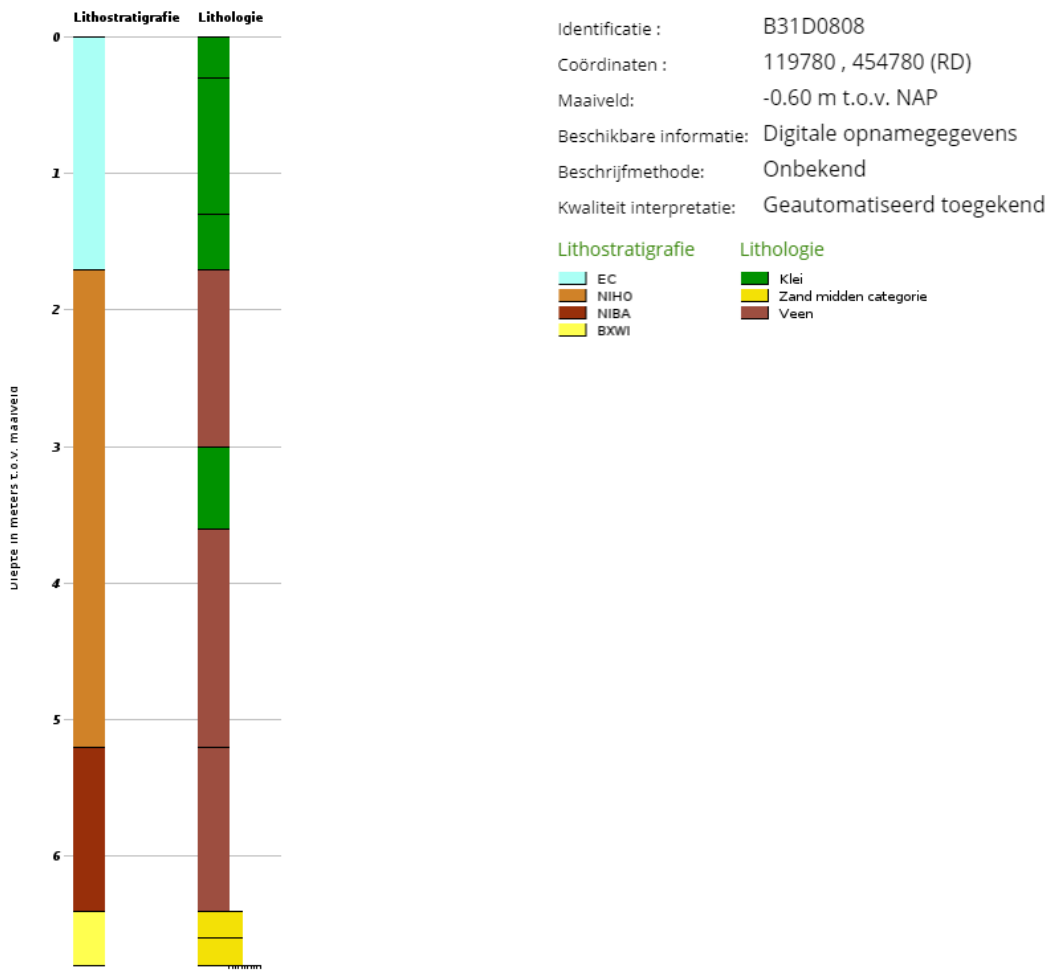 Lithostratigrafie Lithologie
0
1
2
3
4
5
6
Diepte in meters t.o.v. maaiveld
Identificatie : B31D0808
Coördinaten : 119780 , 454780 (RD)
Maaiveld: -0.60 m t.o.v. NAP
Beschikbare informatie: Digitale opnamegegevens
Beschrijfmethode: Onbekend
Kwaliteit interpretatie: Geautomatiseerd toegekend
Lithostratigrafie Lithologie
EC Klei
NIHO Zand midden categorie
NIBA Veen
BXWI